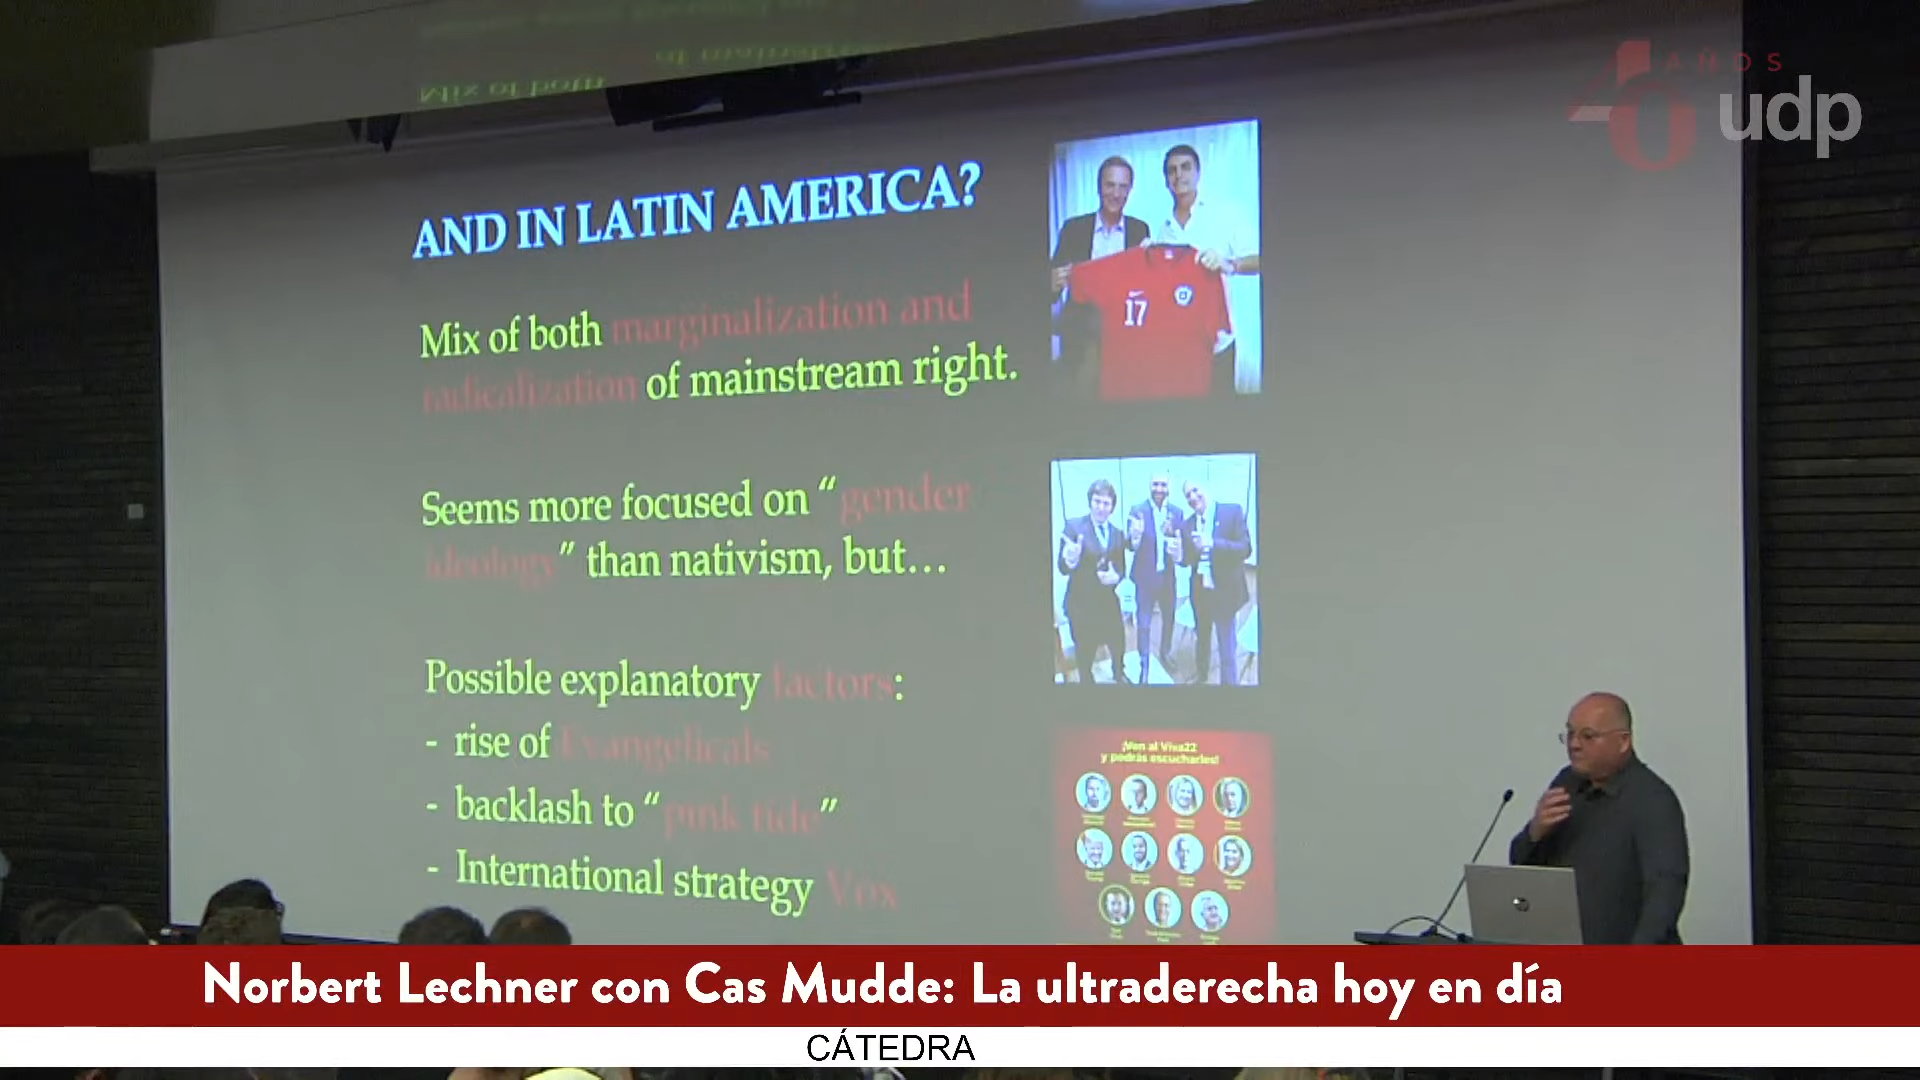 AÑOS
40 udp
AND IN LATIN AMERICA?
Mix of both marginalization and
radicalization of mainstream right.
Seems more focused on “gender
ideology” than nativism, but...
Possible explanatory factors:
- rise of Evangelicals
- backlash to “pink tide”
- International strategy Vox
17
¡Ven al Viva22
y podrás escucharles!
Norbert Lechner con Cas Mudde: La ultraderecha hoy en día
CÁTEDRA